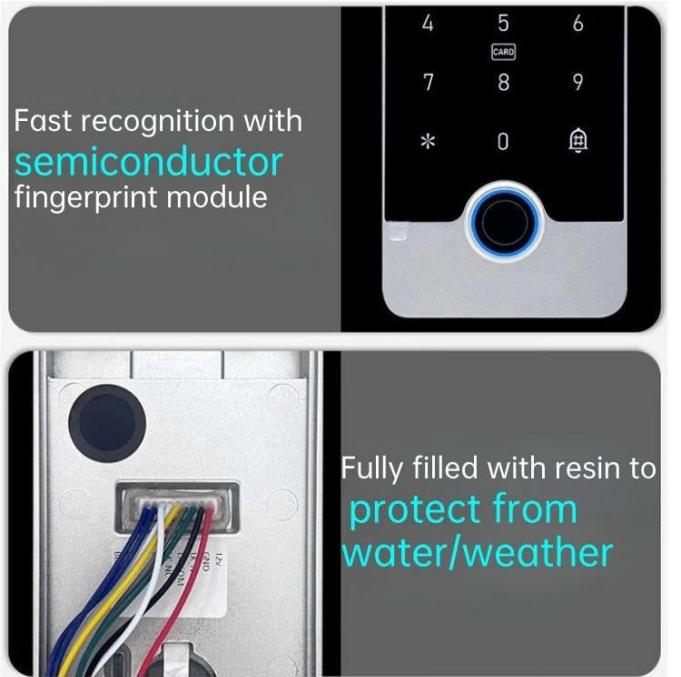 Fast recognition with
semiconductor
fingerprint module
4 5 6
CARD
7 8 9
* 0 #
Fully filled with resin to
protect from
water/weather
12V
GND